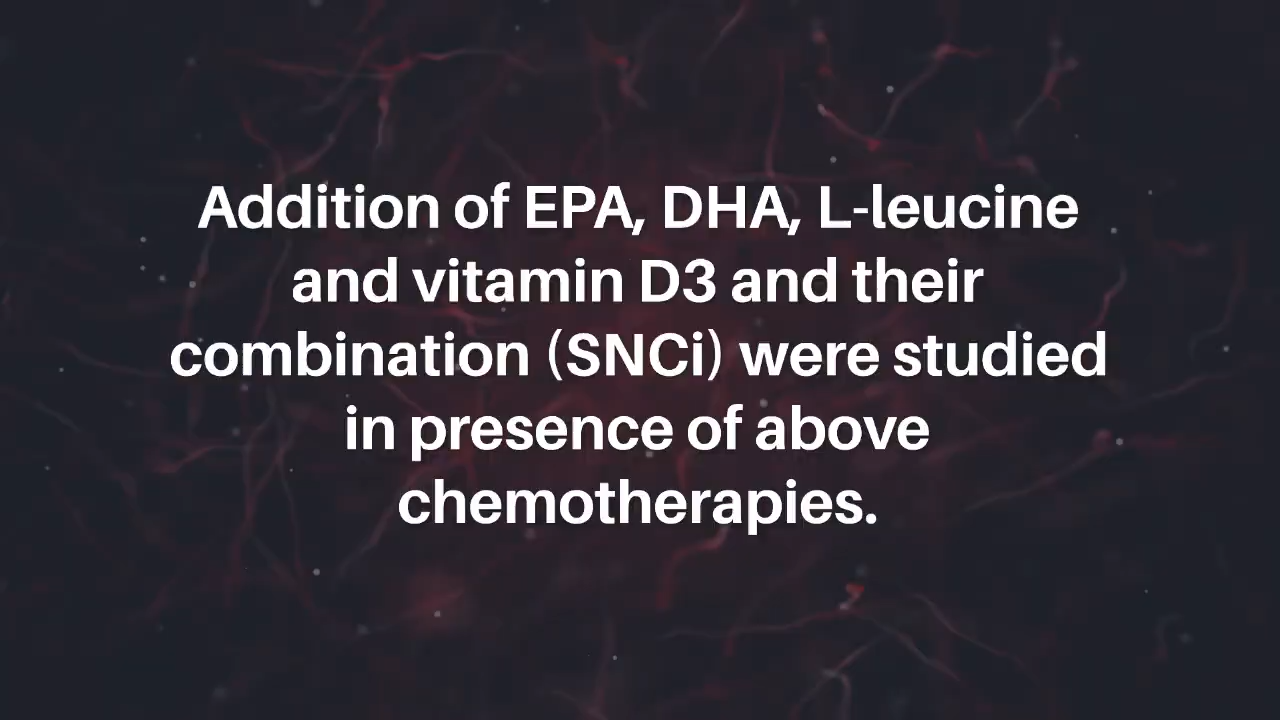 Addition of EPA, DHA, L-leucine
and vitamin D3 and their
combination (SNCi) were studied
in presence of above
chemotherapies.